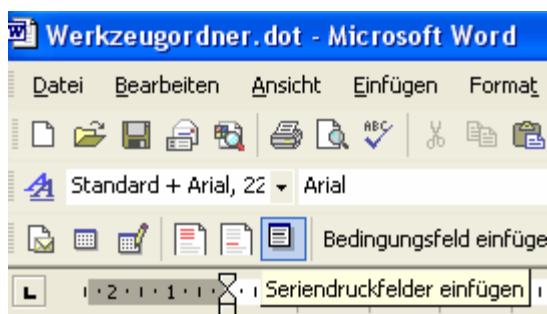 Werkzeugordner.dot - Microsoft Word
Datei Bearbeiten Ansicht Einfügen Format
ABC
Standard + Arial, 22 Arial
Bedingungsfeld einfüge
L 2 1 Seriendruckfelder einfügen